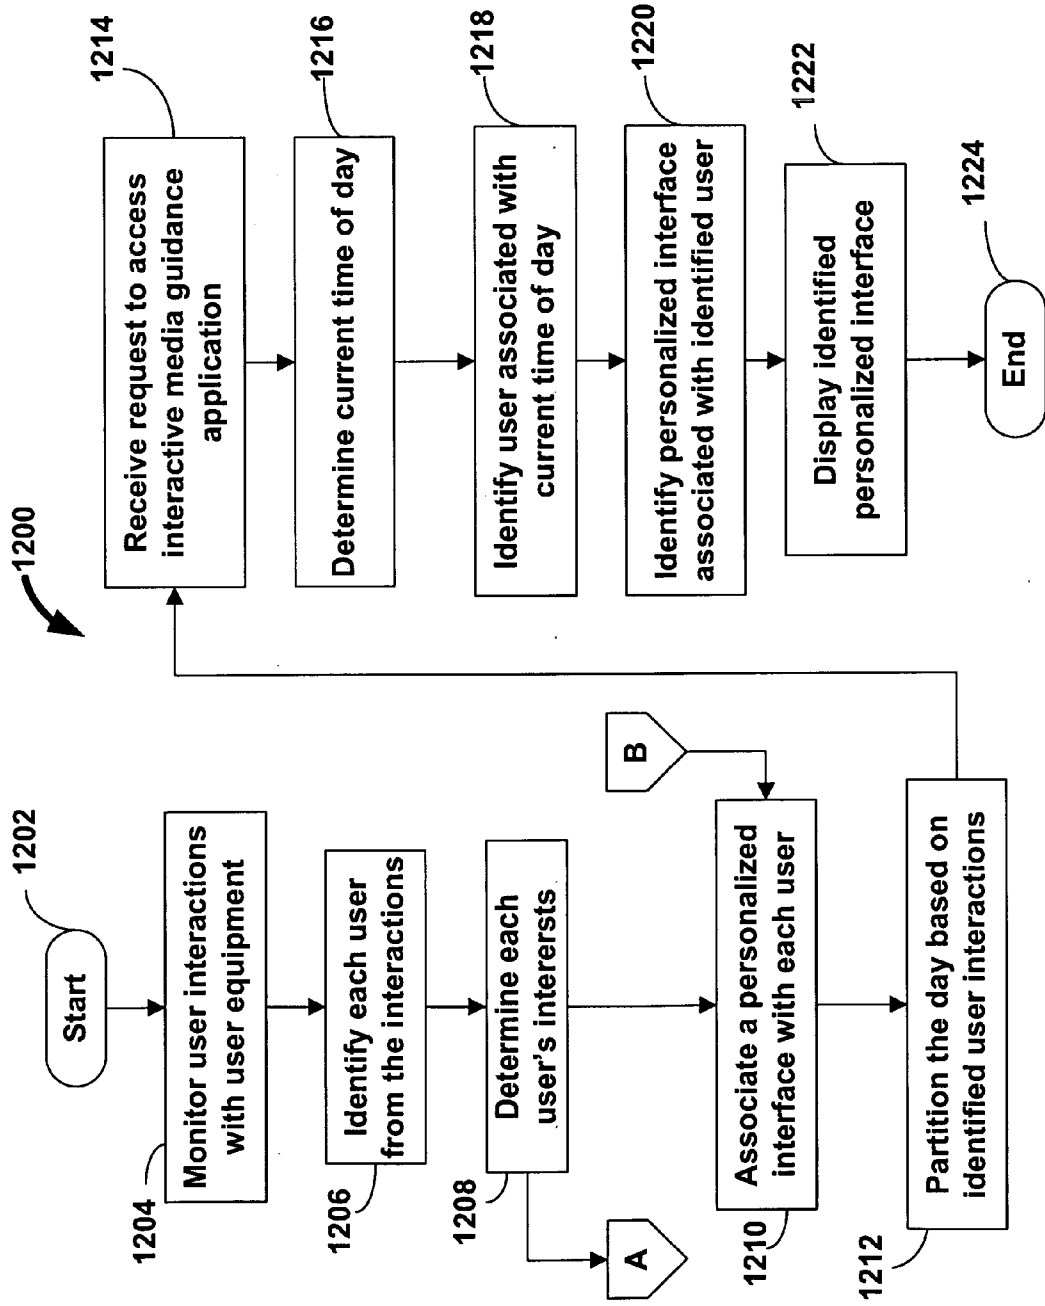 1200
1202
Start
1204
Monitor user interactions
with user equipment
1206
Identify each user
from the interactions
1208
Determine each
user's intersts
A
B
1210
Associate a personalized
interface with each user
1212
Partition the day based on
identified user interactions
1214
Receive request to access
interactive media guidance
application
1216
Determine current time of day
1218
Identify user associated with
current time of day
1220
Identify personalized interface
associated with identified user
1222
Display identified
personalized interface
1224
End